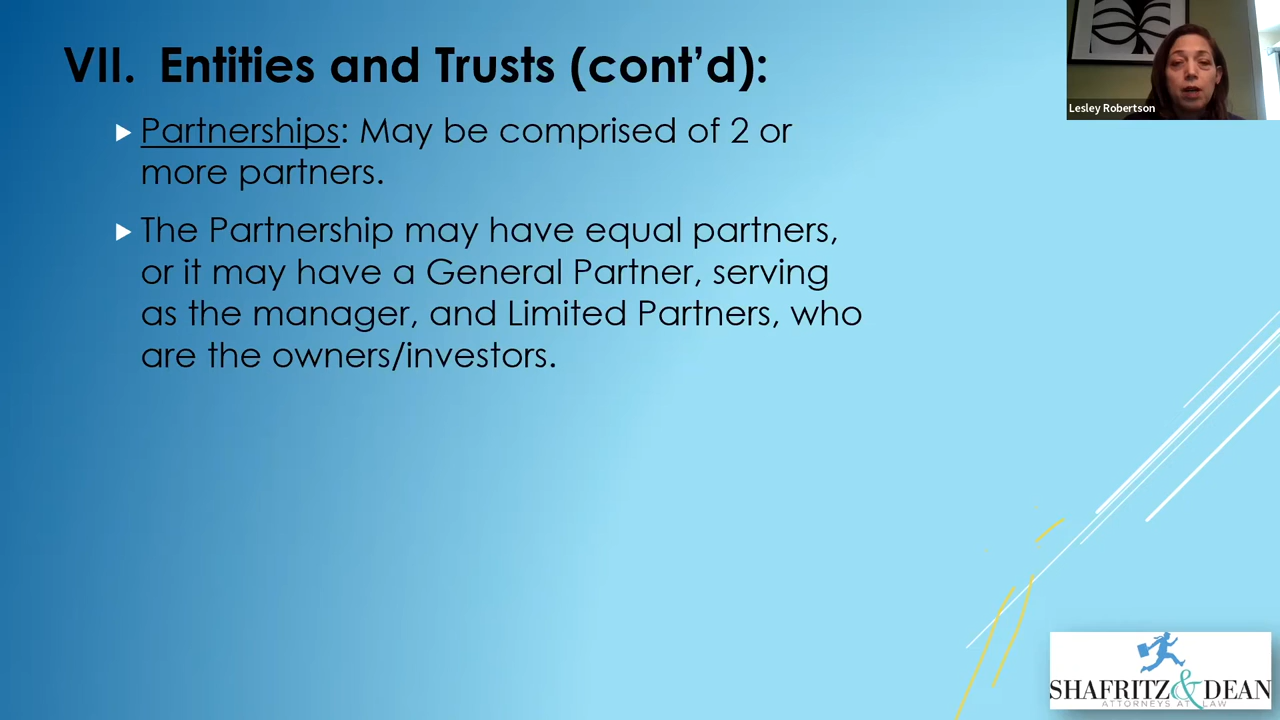 VII. Entities and Trusts (cont’d):
Partnerships: May be comprised of 2 or
more partners.
The Partnership may have equal partners,
or it may have a General Partner, serving
as the manager, and Limited Partners, who
are the owners/investors.
Lesley Robertson
SHAFRITZ & DEAN
ATTORNEYS AT LAW